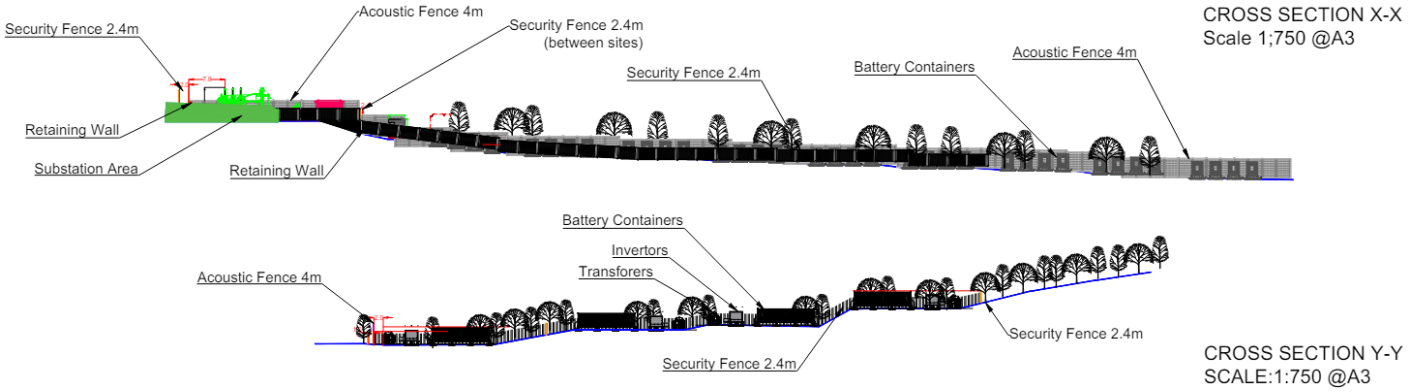 CROSS SECTION X-X
Scale 1;750 @A3
Acoustic Fence 4m
Security Fence 2.4m
Security Fence 2.4m
(between sites)
Acoustic Fence 4m
Battery Containers
Security Fence 2.4m
7.8
Retaining Wall
Substation Area
Retaining Wall
Battery Containers
Invertors
Transforers
Acoustic Fence 4m
Security Fence 2.4m
Security Fence 2.4m
CROSS SECTION Y-Y
SCALE:1:750 @A3